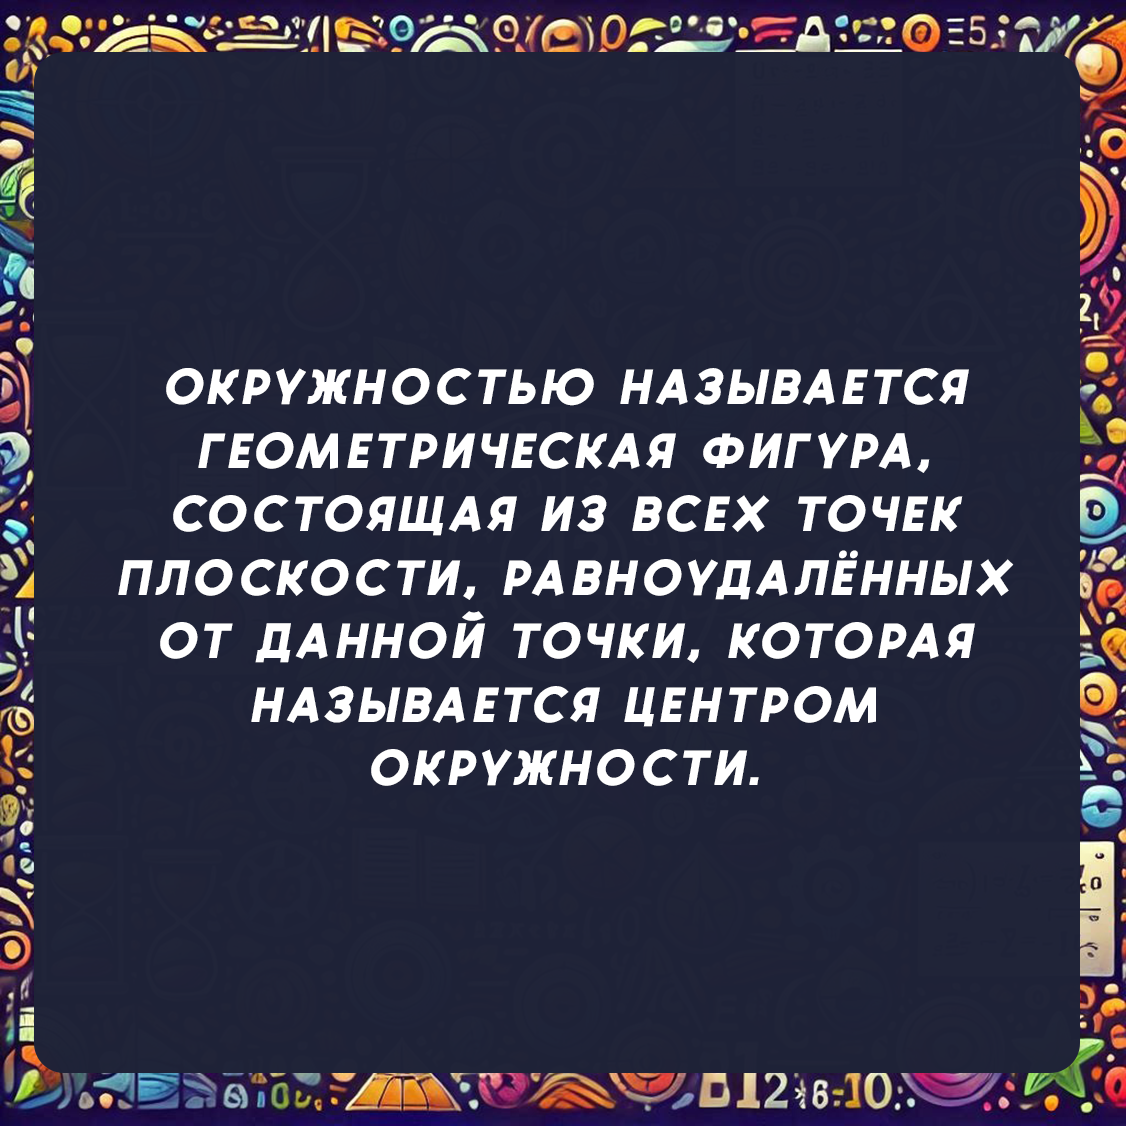 ОКРУЖНОСТЬЮ НАЗЫВАЕТСЯ
ГЕОМЕТРИЧЕСКАЯ ФИГУРА,
СОСТОЯЩАЯ ИЗ ВСЕХ ТОЧЕК
ПЛОСКОСТИ, РАВНОУДАЛЁННЫХ
ОТ ДАННОЙ ТОЧКИ, КОТОРАЯ
НАЗЫВАЕТСЯ ЦЕНТРОМ
ОКРУЖНОСТИ.